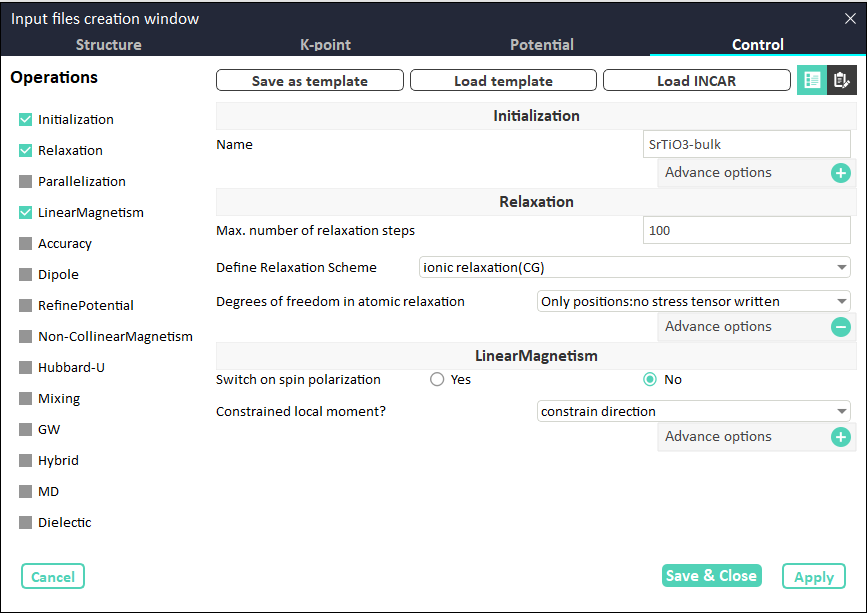 Input files creation window
Structure K-point Potential Control
Operations
Save as template Load template Load INCAR
Initialization
Relaxation
Parallelization
LinearMagnetism
Accuracy
Dipole
RefinePotential
Non-CollinearMagnetism
Hubbard-U
Mixing
GW
Hybrid
MD
Dielectic
Initialization
Name SrTiO3-bulk
Advance options
Relaxation
Max. number of relaxation steps 100
Define Relaxation Scheme ionic relaxation(CG)
Degrees of freedom in atomic relaxation Only positions:no stress tensor written
Advance options
LinearMagnetism
Switch on spin polarization Yes No
Constrained local moment? constrain direction
Advance options
Cancel Save & Close Apply